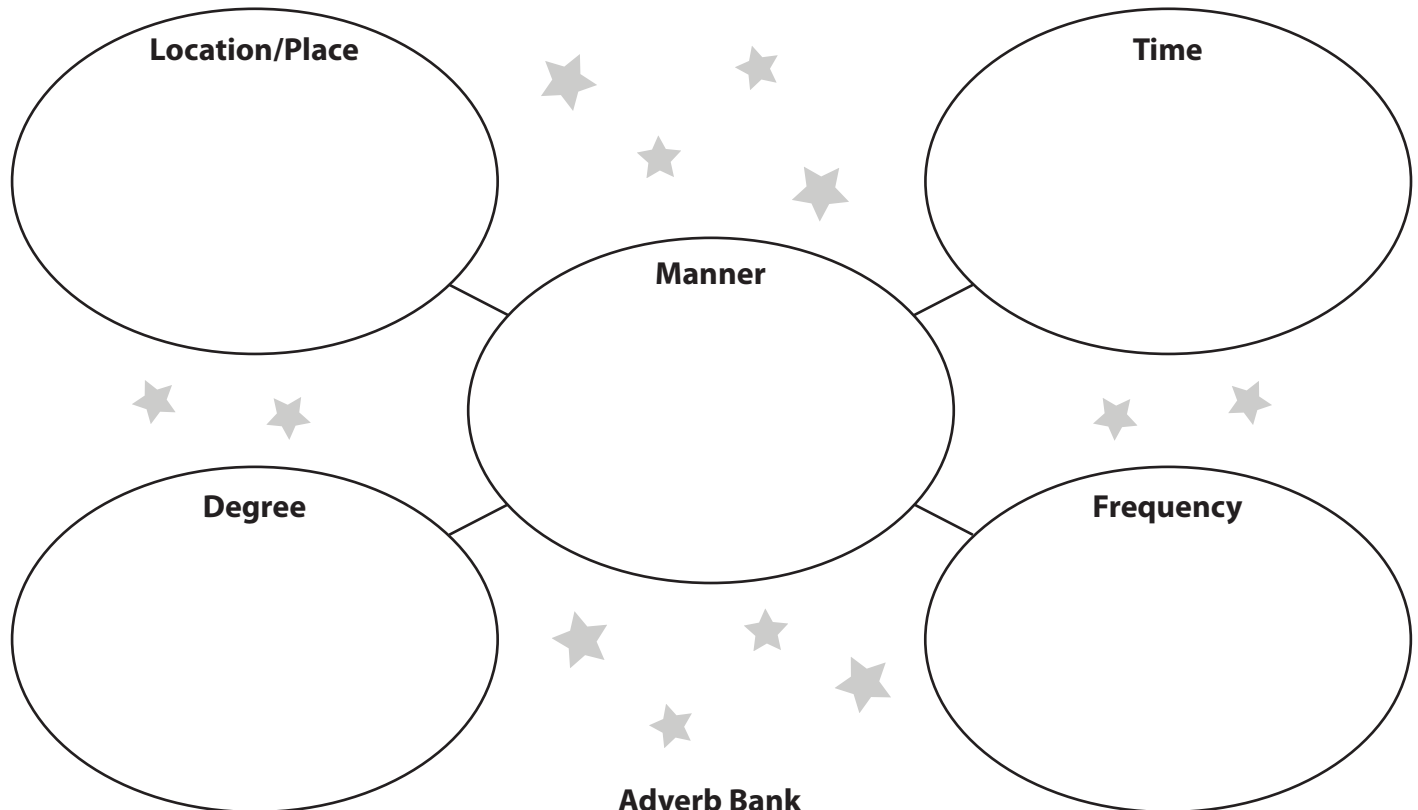 Location/Place
Time
Manner
Degree
Frequency
Adverb Bank